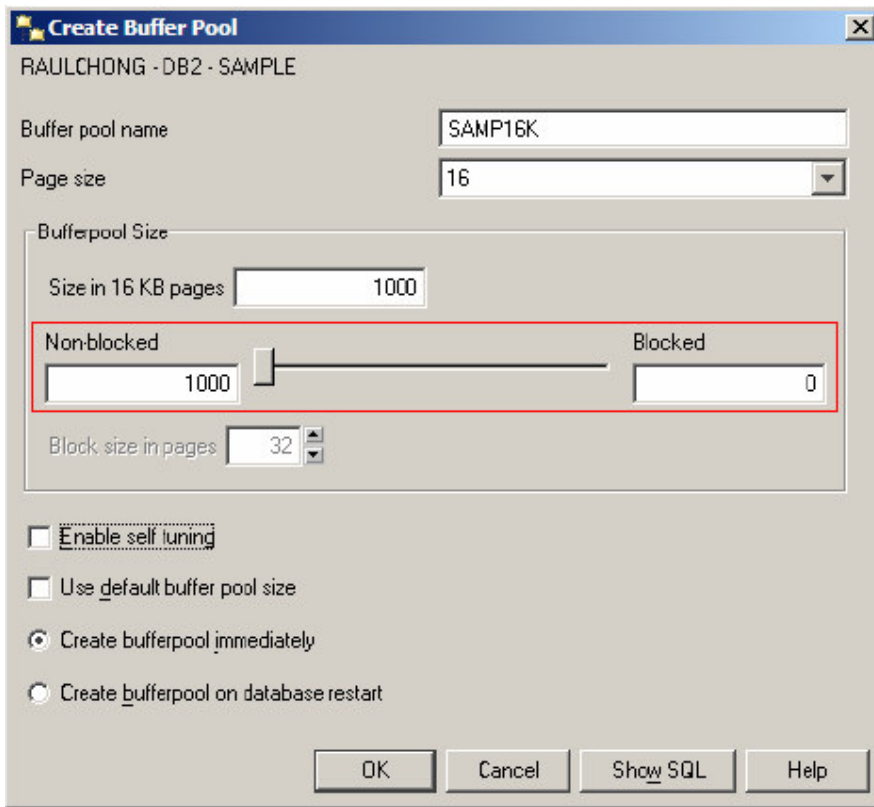 Create Buffer Pool
RAULCHONG - DB2 - SAMPLE
Buffer pool name SAMP16K
Page size 16
Bufferpool Size
Size in 16 KB pages 1000
Non-blocked Blocked
1000 0
Block size in pages 32
Enable self tuning
Use default buffer pool size
Create bufferpool immediately
Create bufferpool on database restart
OK Cancel Show SQL Help